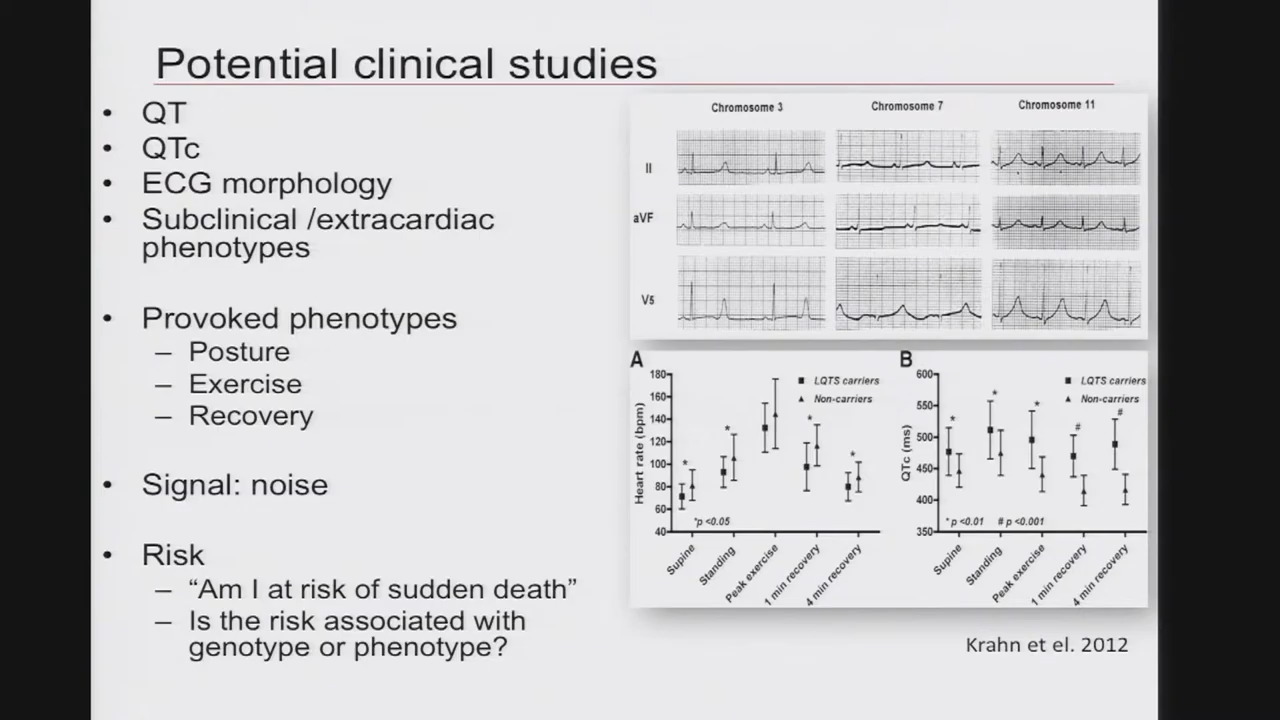 Potential clinical studies
• QT
• QTc
• ECG morphology
• Subclinical /extracardiac
phenotypes
• Provoked phenotypes
– Posture
– Exercise
– Recovery
• Signal: noise
• Risk
– “Am I at risk of sudden death”
– Is the risk associated with
genotype or phenotype?
Chromosome 3 Chromosome 7 Chromosome 11
II
aVF
V5
A
Heart rate (bpm)
180
160
140
120
100
80
60
40
LQTS carriers
Non-carriers
* * * *
*p <0.05
Supine Standing Peak exercise 1 min recovery 4 min recovery
B
QTc (ms)
600
550
500
450
400
350
LQTS carriers
Non-carriers
* * * # #
* p <0.01 # p <0.001
Supine Standing Peak exercise 1 min recovery 4 min recovery
Krahn et el. 2012